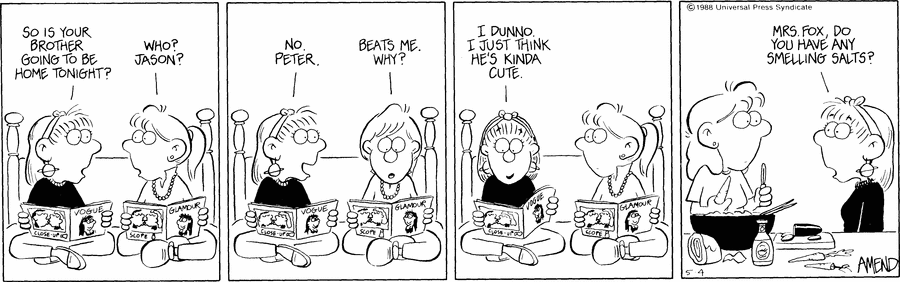 SO IS YOUR
BROTHER
GOING TO BE
HOME TONIGHT?
WHO?
JASON?
VOGUE
GLAMOUR
CLOSE-UP
SCOPE
NO.
PETER.
BEATS ME.
WHY?
VOGUE
GLAMOUR
CLOSE-UP
SCOPE
I DUNNO.
I JUST THINK
HE'S KINDA
CUTE.
VOGUE
GLAMOUR
CLOSE-UP
SCOPE
©1988 Universal Press Syndicate
MRS. FOX, DO
YOU HAVE ANY
SMELLING SALTS?
5-4
AMEND